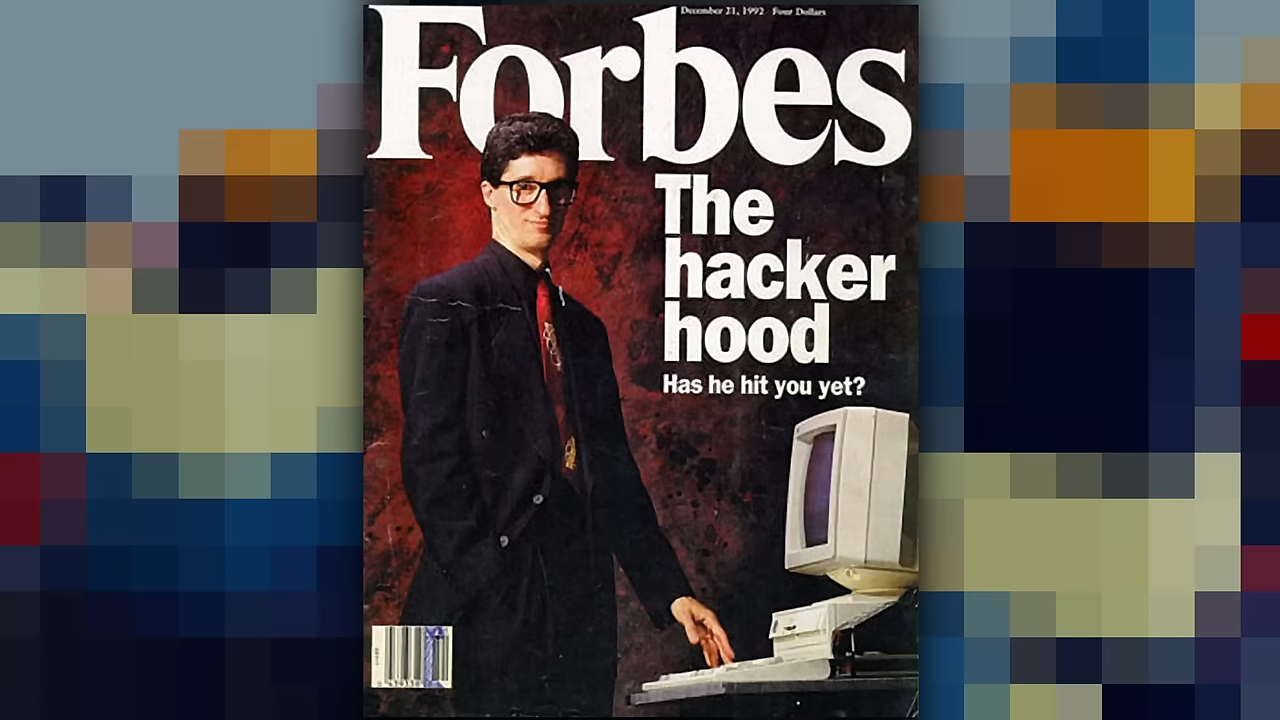 December 21, 1992 Four Dollars
Forbes
The
hacker
hood
Has he hit you yet?